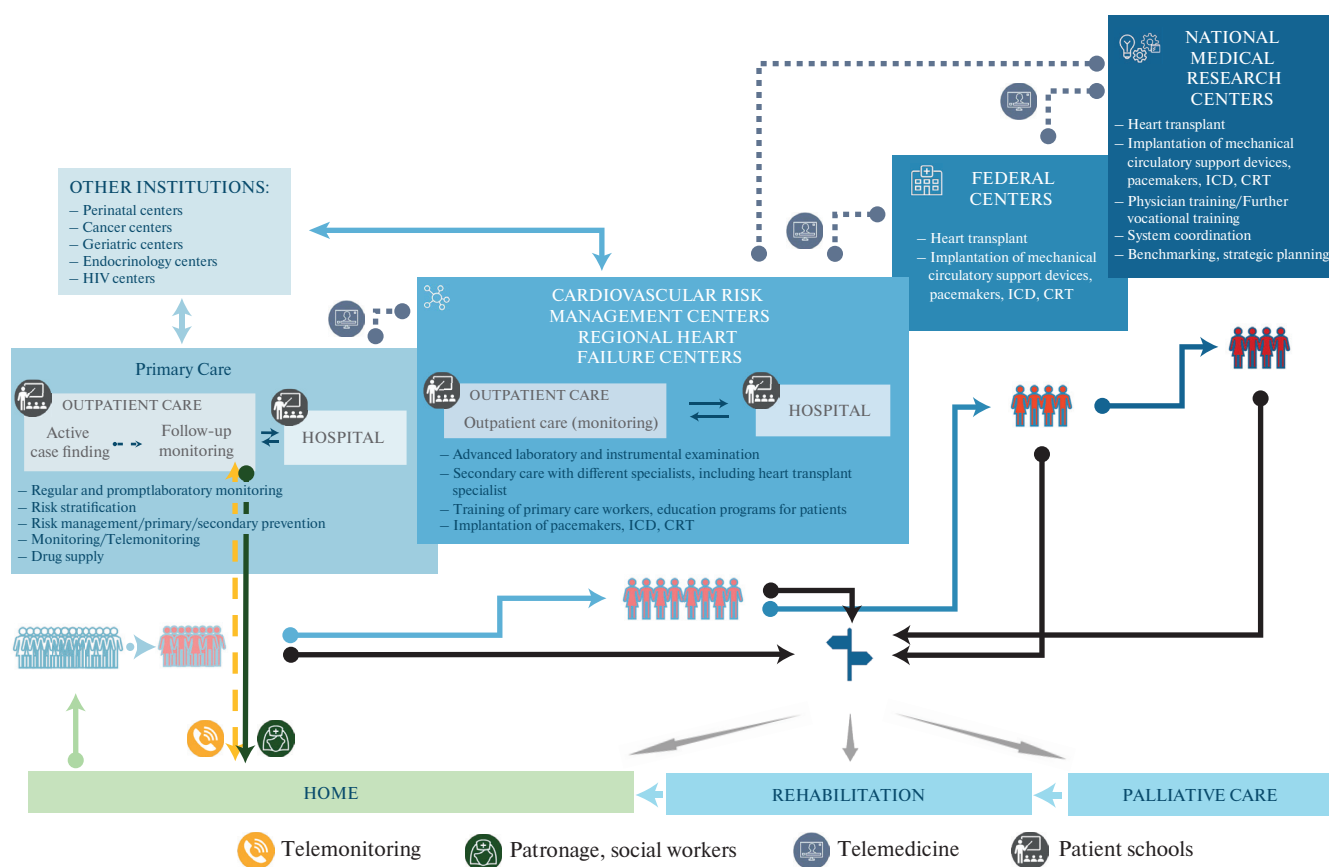 NATIONAL
MEDICAL
RESEARCH
CENTERS
– Heart transplant
– Implantation of mechanical
circulatory support devices,
pacemakers, ICD, CRT
– Physician training/Further
vocational training
– System coordination
– Benchmarking, strategic planning
FEDERAL
CENTERS
– Heart transplant
– Implantation of mechanical
circulatory support devices,
pacemakers, ICD, CRT
OTHER INSTITUTIONS:
– Perinatal centers
– Cancer centers
– Geriatric centers
– Endocrinology centers
– HIV centers
CARDIOVASCULAR RISK
MANAGEMENT CENTERS
REGIONAL HEART
FAILURE CENTERS
OUTPATIENT CARE
Outpatient care (monitoring)
HOSPITAL
– Advanced laboratory and instrumental examination
– Secondary care with different specialists, including heart transplant
specialist
– Training of primary care workers, education programs for patients
– Implantation of pacemakers, ICD, CRT
Primary Care
OUTPATIENT CARE
Active
case finding
Follow-up
monitoring
HOSPITAL
– Regular and promptlaboratory monitoring
– Risk stratification
– Risk management/primary/secondary prevention
– Monitoring/Telemonitoring
– Drug supply
HOME
REHABILITATION
PALLIATIVE CARE
Telemonitoring
Patronage, social workers
Telemedicine
Patient schools